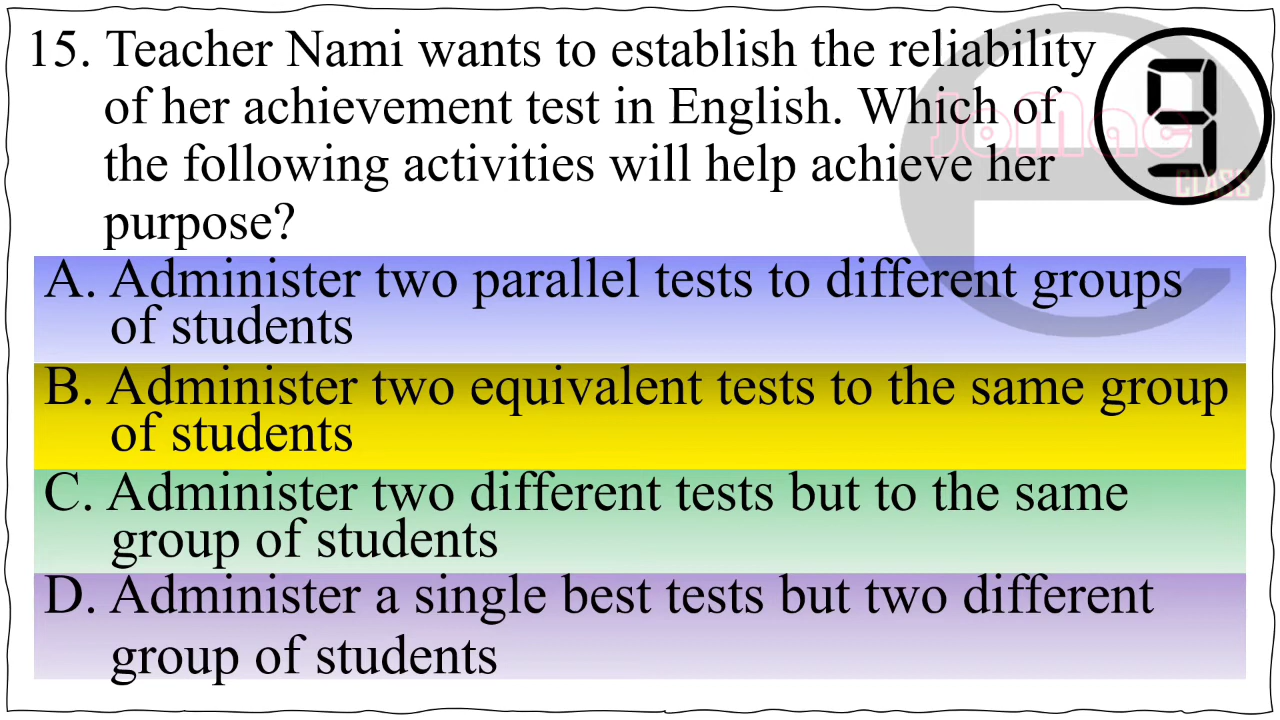 15. Teacher Nami wants to establish the reliability
of her achievement test in English. Which of
the following activities will help achieve her
purpose?
9
JoMac
CLASS
A. Administer two parallel tests to different groups
of students
B. Administer two equivalent tests to the same group
of students
C. Administer two different tests but to the same
group of students
D. Administer a single best tests but two different
group of students